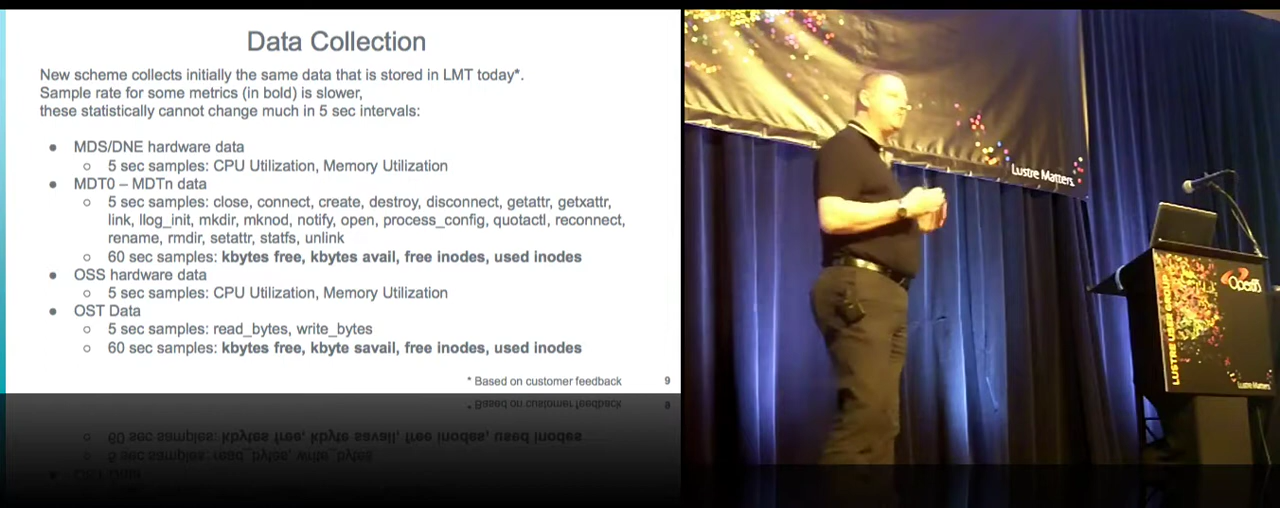 Data Collection
New scheme collects initially the same data that is stored in LMT today*.
Sample rate for some metrics (in bold) is slower,
these statistically cannot change much in 5 sec intervals:
● MDS/DNE hardware data
○ 5 sec samples: CPU Utilization, Memory Utilization
● MDT0 – MDTn data
○ 5 sec samples: close, connect, create, destroy, disconnect, getattr, getxattr,
link, llog_init, mkdir, mknod, notify, open, process_config, quotactl, reconnect,
rename, rmdir, setattr, statfs, unlink
○ 60 sec samples: kbytes free, kbytes avail, free inodes, used inodes
● OSS hardware data
○ 5 sec samples: CPU Utilization, Memory Utilization
● OST Data
○ 5 sec samples: read_bytes, write_bytes
○ 60 sec samples: kbytes free, kbyte savail, free inodes, used inodes
* Based on customer feedback
9
Lustre Matters.
OpenSFS
LUSTRE USER GROUP
Lustre Matters.